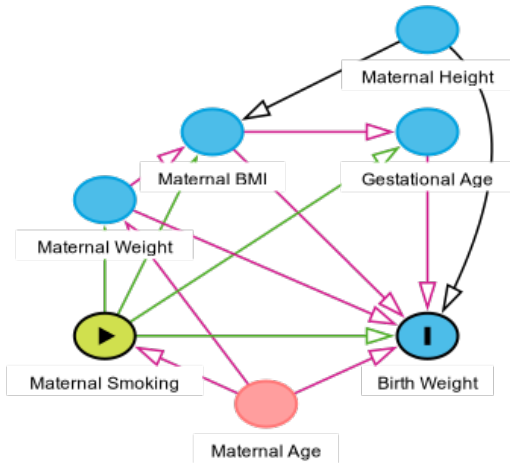 Maternal Height
Maternal BMI
Gestational Age
Maternal Weight
Maternal Smoking
Birth Weight
Maternal Age